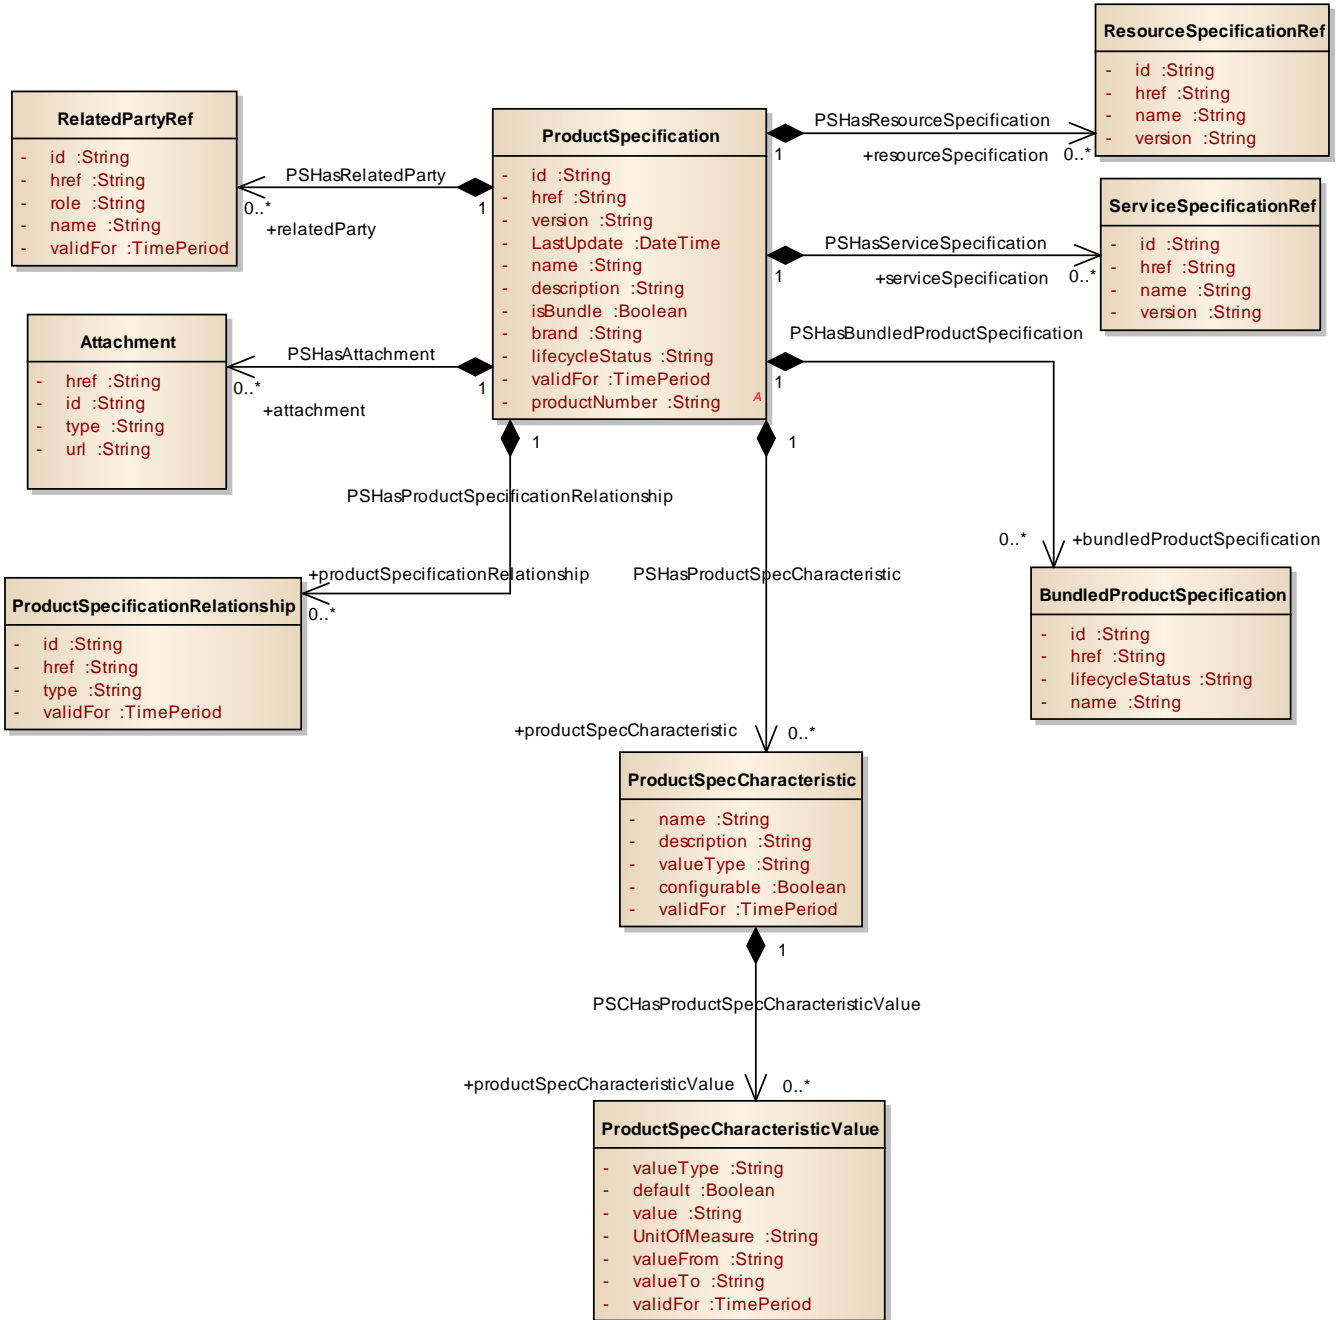 ResourceSpecificationRef
- id :String
- href :String
- name :String
- version :String
RelatedPartyRef
- id :String
- href :String
- role :String
- name :String
- validFor :TimePeriod
ProductSpecification
- id :String
- href :String
- version :String
- LastUpdate :DateTime
- name :String
- description :String
- isBundle :Boolean
- brand :String
- lifecycleStatus :String
- validFor :TimePeriod
- productNumber :String
A
PSHasResourceSpecification
1
+resourceSpecification 0..*
PSHasRelatedParty
0..*
1
+relatedParty
ServiceSpecificationRef
- id :String
- href :String
- name :String
- version :String
PSHasServiceSpecification
1
+serviceSpecification 0..*
PSHasBundledProductSpecification
1
Attachment
- href :String
- id :String
- type :String
- url :String
PSHasAttachment
0..*
1
+attachment
1
1
PSHasProductSpecificationRelationship
0..* +bundledProductSpecification
+productSpecificationRelationship
0..*
PSHasProductSpecCharacteristic
ProductSpecificationRelationship
- id :String
- href :String
- type :String
- validFor :TimePeriod
BundledProductSpecification
- id :String
- href :String
- lifecycleStatus :String
- name :String
+productSpecCharacteristic 0..*
ProductSpecCharacteristic
- name :String
- description :String
- valueType :String
- configurable :Boolean
- validFor :TimePeriod
1
PSCHasProductSpecCharacteristicValue
+productSpecCharacteristicValue 0..*
ProductSpecCharacteristicValue
- valueType :String
- default :Boolean
- value :String
- UnitOfMeasure :String
- valueFrom :String
- valueTo :String
- validFor :TimePeriod